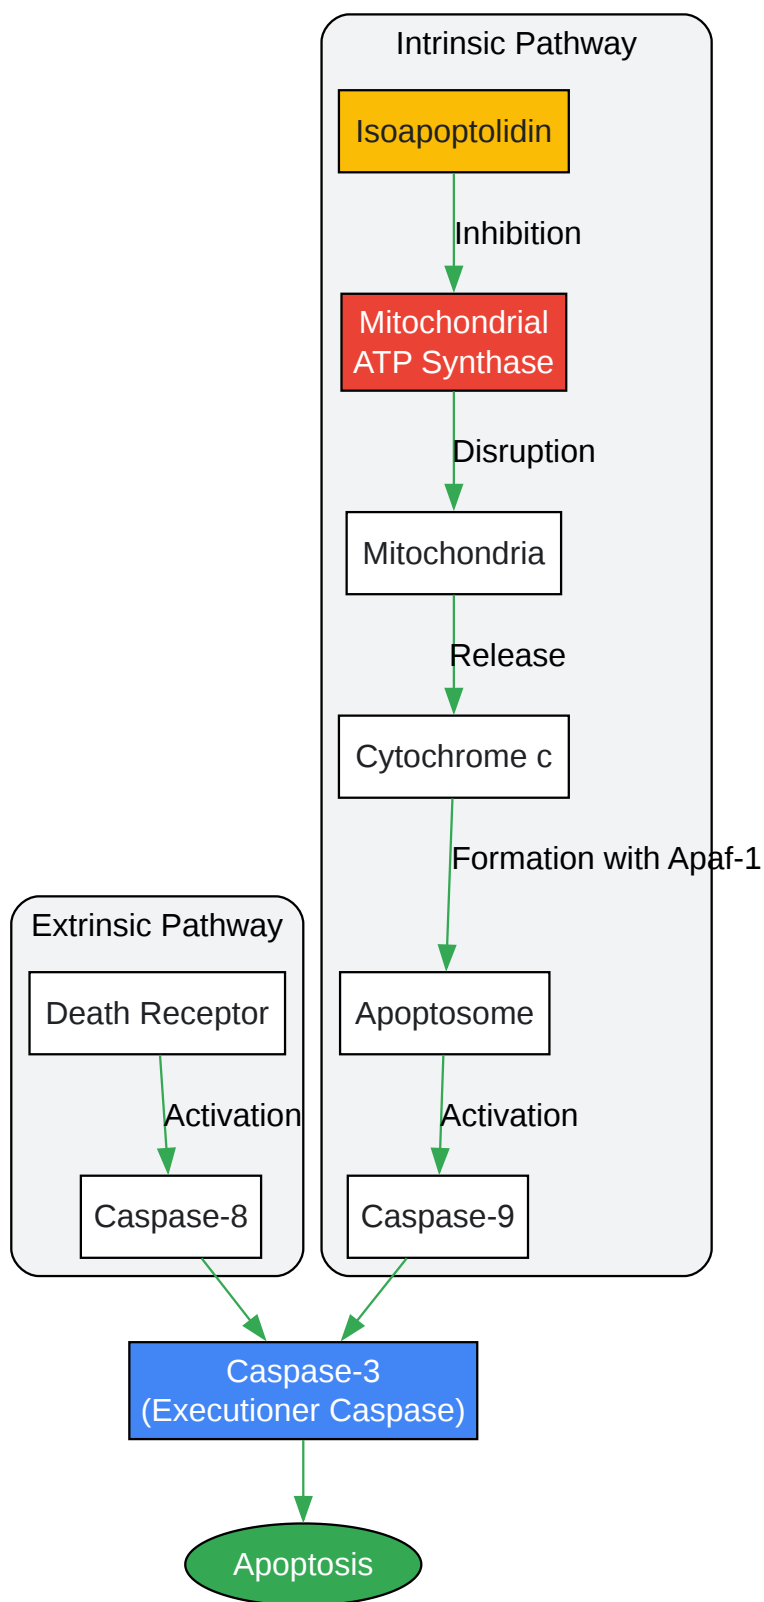 Intrinsic Pathway
Isoapoptolidin
Inhibition
Mitochondrial
ATP Synthase
Disruption
Mitochondria
Release
Cytochrome c
Formation with Apaf-1
Extrinsic Pathway
Death Receptor
Apoptosome
Activation
Activation
Caspase-8
Caspase-9
Caspase-3
(Executioner Caspase)
Apoptosis